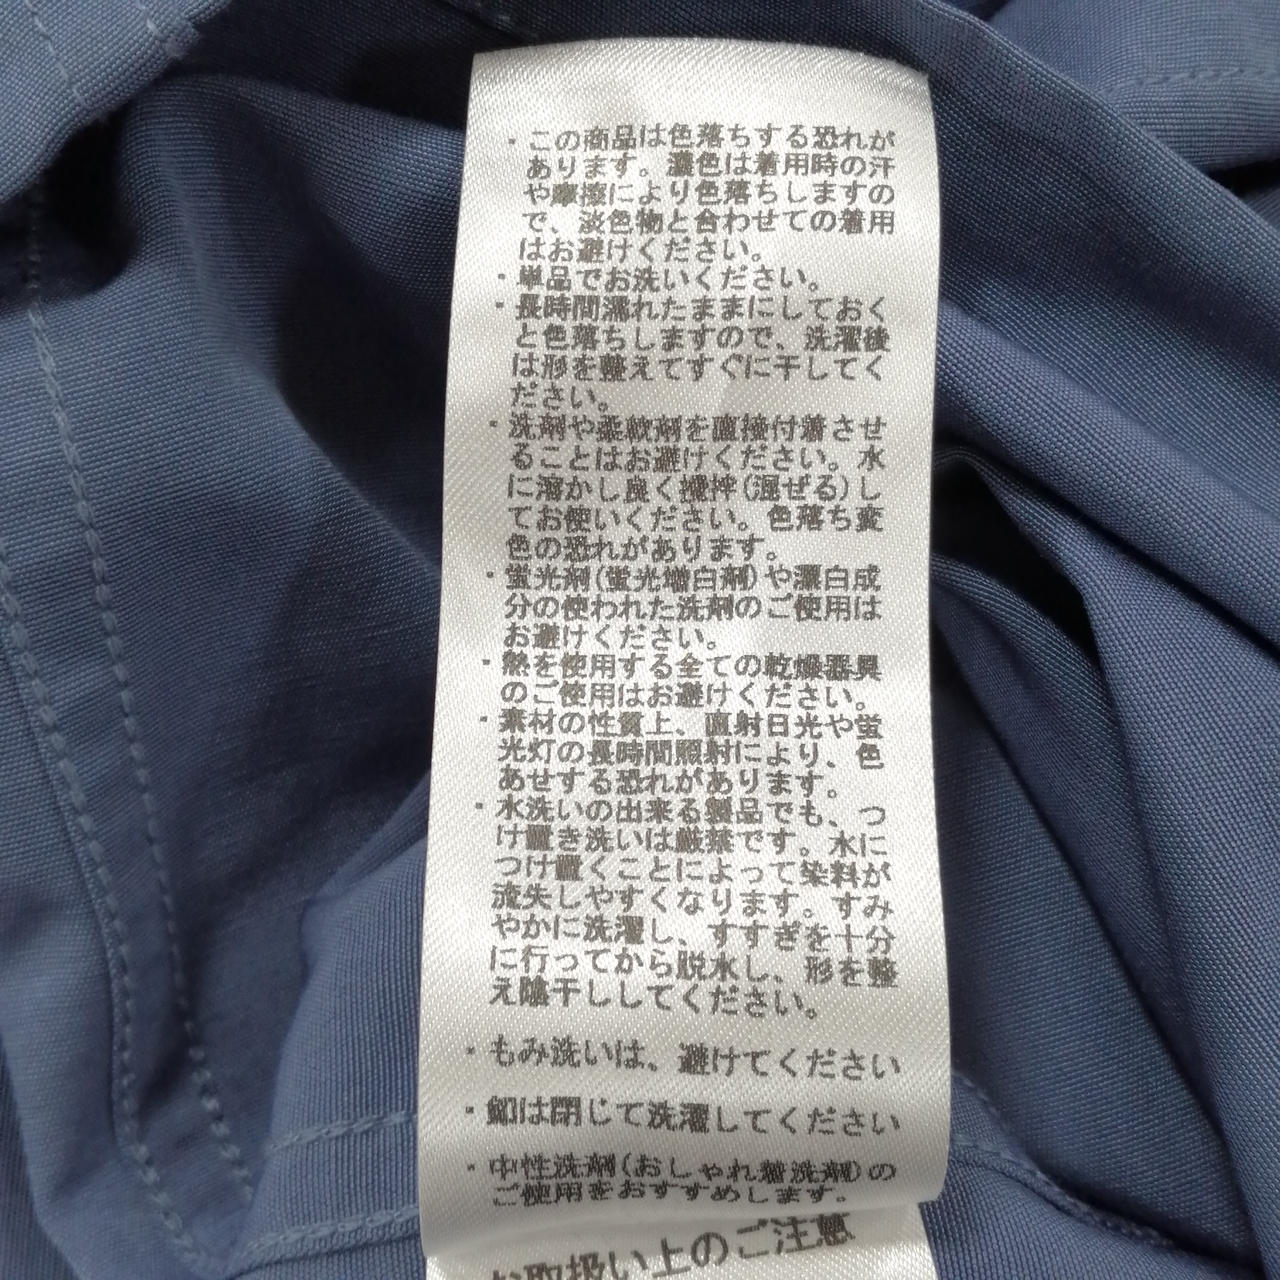 ・この商品は色落ちする恐れが
あります。濃色は着用時の汗
や摩擦により色落ちしますの
で、淡色物と合わせての着用
はお避けください。
・単品でお洗いください。
・長時間濡れたままにしておく
と色落ちしますので、洗濯後
は形を整えてすぐに干してく
ださい。
・洗剤や柔軟剤を直接付着させ
ることはお避けください。水
に溶かし良く攪拌(混ぜる)し
てお使いください。色落ち変
色の恐れがあります。
・蛍光剤(蛍光増白剤)や漂白成
分の使われた洗剤のご使用は
お避けください。
・熱を使用する全ての乾燥器具
のご使用はお避けください。
・素材の性質上、直射日光や蛍
光灯の長時間照射により、色
あせする恐れがあります。
・水洗いの出来る製品でも、つ
け置き洗いは厳禁です。水に
つけ置くことによって染料が
流失しやすくなります。すみ
やかに洗濯し、すすぎを十分
に行ってから脱水し、形を整
え陰干ししてください。
・もみ洗いは、避けてください
・釦は閉じて洗濯してください
・中性洗剤(おしゃれ着洗剤)の
ご使用をおすすめします。
お取扱い上のご注意